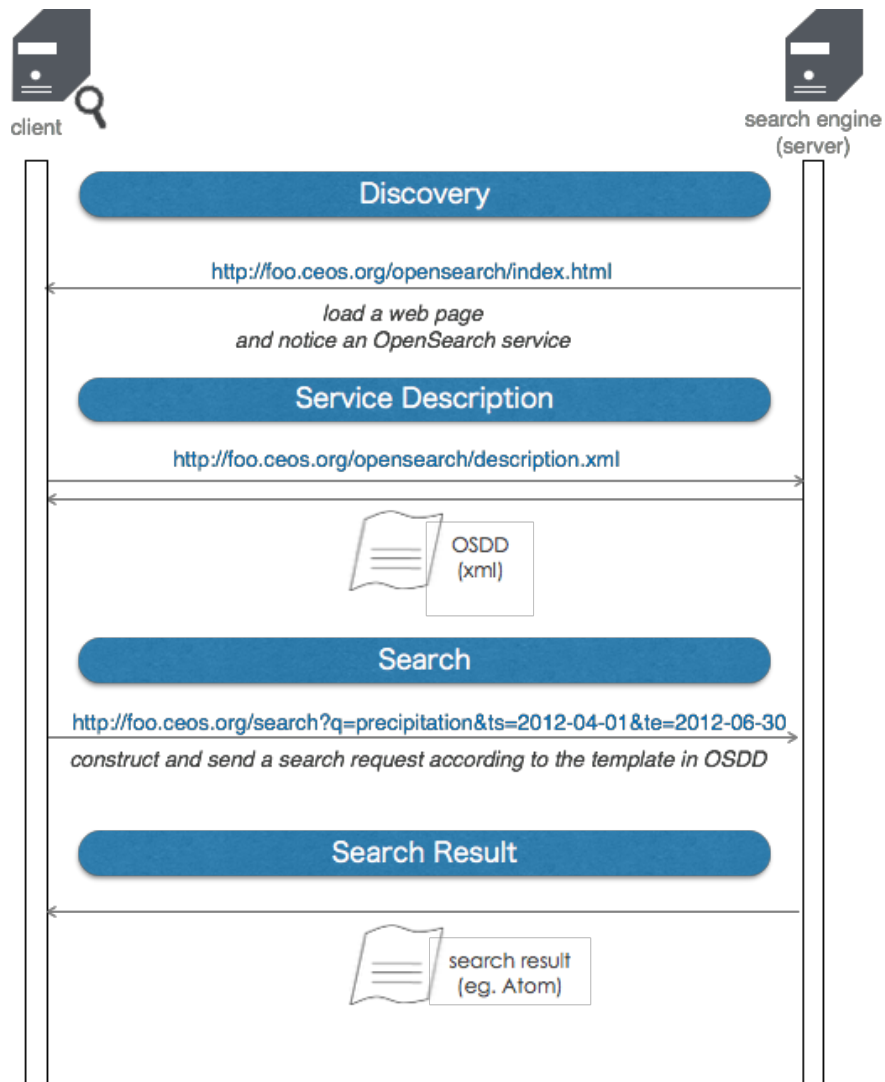 client
search engine
(server)
Discovery
http://foo.ceos.org/opensearch/index.html
load a web page
and notice an OpenSearch service
Service Description
http://foo.ceos.org/opensearch/description.xml
OSDD
(xml)
Search
http://foo.ceos.org/search?q=precipitation&ts=2012-04-01&te=2012-06-30
construct and send a search request according to the template in OSDD
Search Result
search result
(eg. Atom)